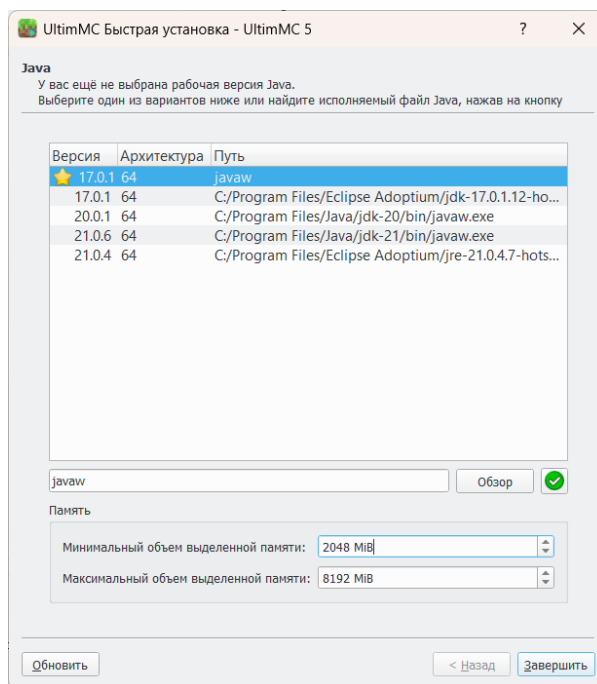 UltimMC Быстрая установка - UltimMC 5 ? ×
Java
У вас ещё не выбрана рабочая версия Java.
Выберите один из вариантов ниже или найдите исполняемый файл Java, нажав на кнопку
Версия Архитектура Путь
17.0.1 64 javaw
17.0.1 64 C:/Program Files/Eclipse Adoptium/jdk-17.0.1.12-ho...
20.0.1 64 C:/Program Files/Java/jdk-20/bin/javaw.exe
21.0.6 64 C:/Program Files/Java/jdk-21/bin/javaw.exe
21.0.4 64 C:/Program Files/Eclipse Adoptium/jre-21.0.4.7-hots...
javaw Обзор
Память
Минимальный объем выделенной памяти: 2048 MiB
Максимальный объем выделенной памяти: 8192 MiB
Обновить < Назад Завершить